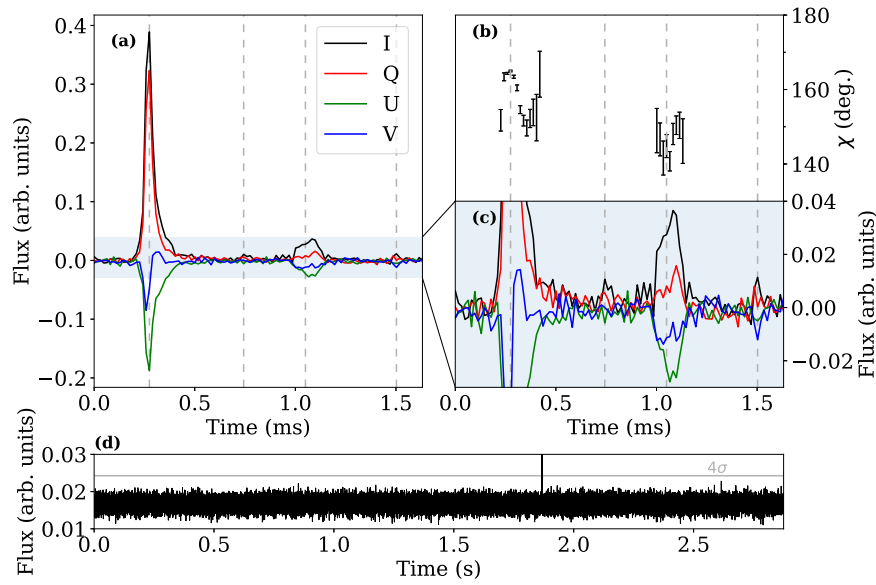 (a)
I
Q
U
V
0.4
0.3
0.2
0.1
0.0
−0.1
−0.2
Flux (arb. units)
0.0
0.5
1.0
1.5
Time (ms)
(b)
180
160
140
χ (deg.)
(c)
0.04
0.02
0.00
−0.02
Flux (arb. units)
0.0
0.5
1.0
1.5
Time (ms)
(d)
4σ
0.03
0.02
0.01
Flux (arb. units)
0.0
0.5
1.0
1.5
2.0
2.5
Time (s)